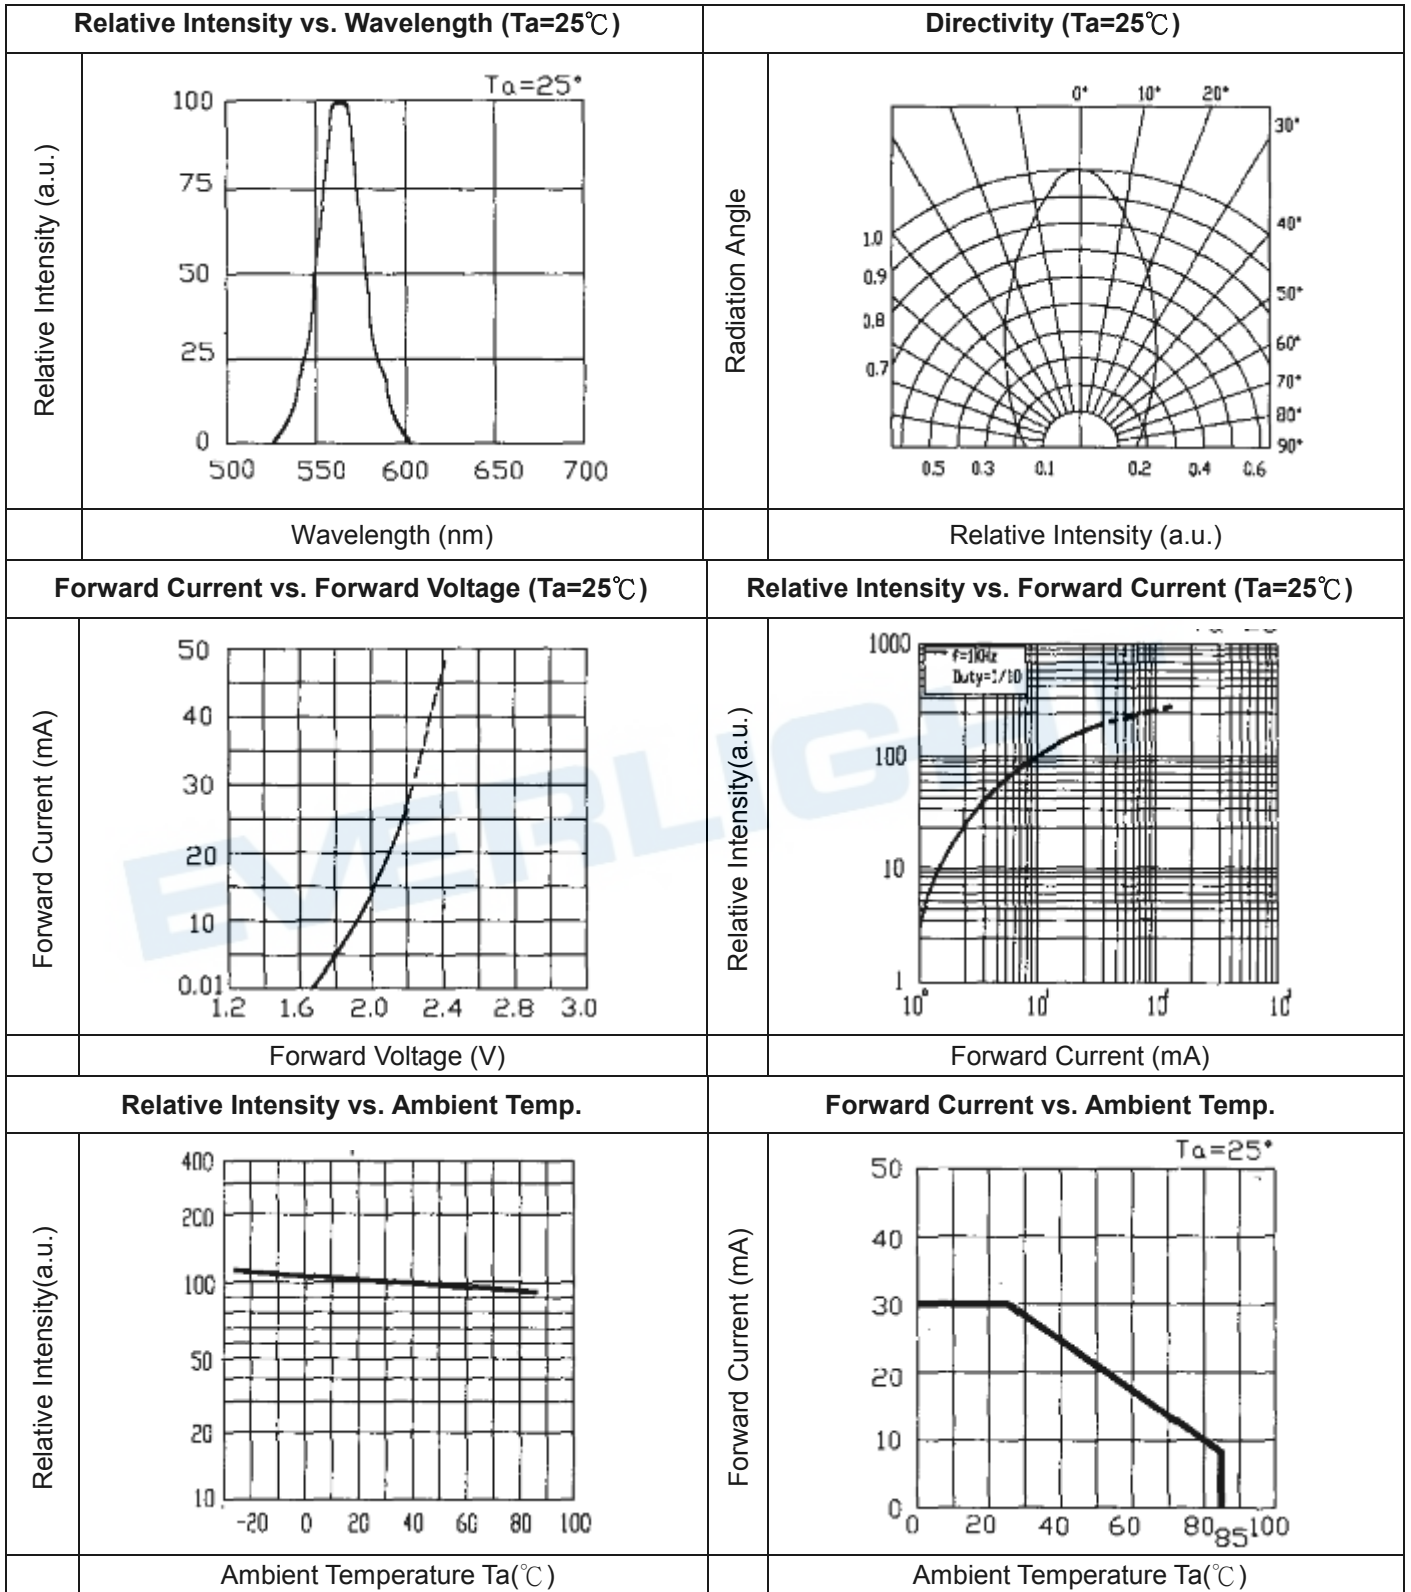 Relative Intensity vs. Wavelength (Ta=25℃)
Directivity (Ta=25℃)
Relative Intensity (a.u.)
Ta=25°
100
75
50
25
0
500 550 600 650 700
Wavelength (nm)
Radiation Angle
0° 10° 20°
30°
40°
50°
60°
70°
80°
90°
1.0
0.9
0.8
0.7
0.5 0.3 0.1 0.2 0.4 0.6
Relative Intensity (a.u.)
Forward Current vs. Forward Voltage (Ta=25℃)
Relative Intensity vs. Forward Current (Ta=25℃)
Forward Current (mA)
50
40
30
20
10
0.01
1.2 1.6 2.0 2.4 2.8 3.0
Forward Voltage (V)
Relative Intensity(a.u.)
f=1KHz
Duty=1/10
1000
100
10
1
10⁰ 10¹
Forward Current (mA)
EVERLIGHT
Relative Intensity vs. Ambient Temp.
Forward Current vs. Ambient Temp.
Relative Intensity(a.u.)
400
200
100
50
20
10
-20 0 20 40 60 80 100
Ambient Temperature Ta(℃)
Forward Current (mA)
Ta=25°
50
40
30
20
10
0
0 20 40 60 80 85 100
Ambient Temperature Ta(℃)